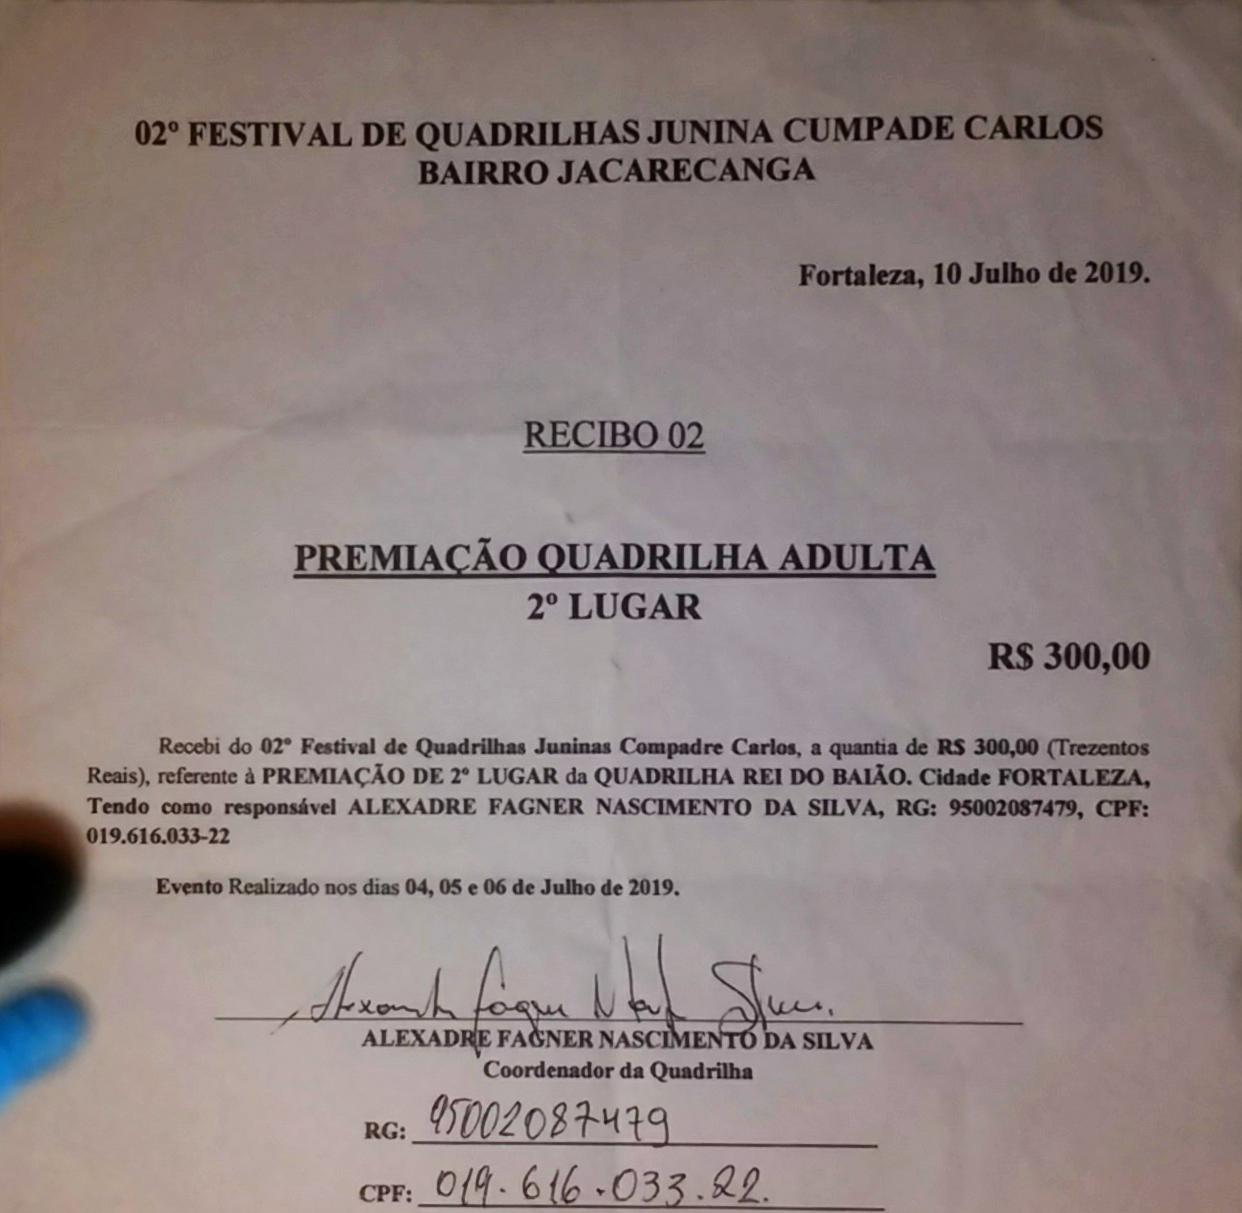 02º FESTIVAL DE QUADRILHAS JUNINA CUMPADE CARLOS
BAIRRO JACARECANGA
Fortaleza, 10 Julho de 2019.
RECIBO 02
PREMIAÇÃO QUADRILHA ADULTA
2º LUGAR
R$ 300,00
Recebi do 02º Festival de Quadrilhas Juninas Compadre Carlos, a quantia de R$ 300,00 (Trezentos
Reais), referente à PREMIAÇÃO DE 2º LUGAR da QUADRILHA REI DO BAIÃO. Cidade FORTALEZA,
Tendo como responsável ALEXADRE FAGNER NASCIMENTO DA SILVA, RG: 95002087479, CPF:
019.616.033-22
Evento Realizado nos dias 04, 05 e 06 de Julho de 2019.
ALEXADRE FAGNER NASCIMENTO DA SILVA
Coordenador da Quadrilha
RG: 95002087479
CPF: 019.616.033.22.